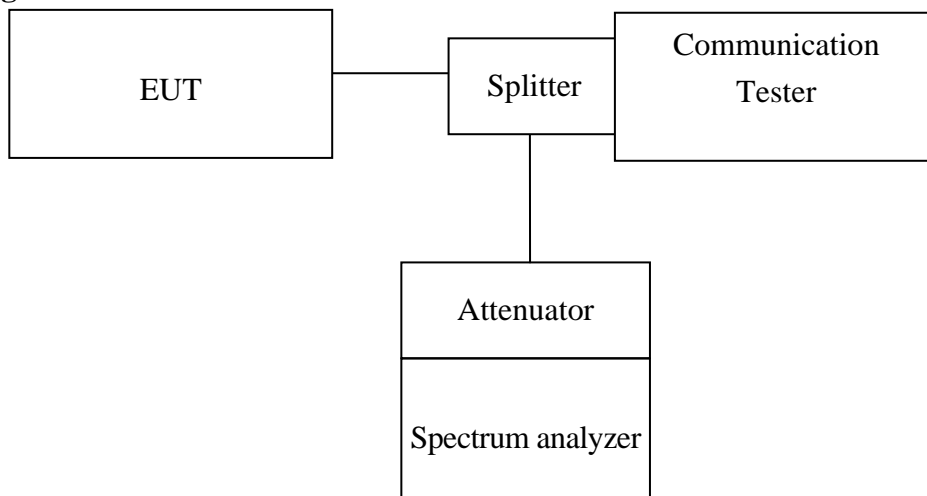 EUT
Splitter
Communication
Tester
Attenuator
Spectrum analyzer